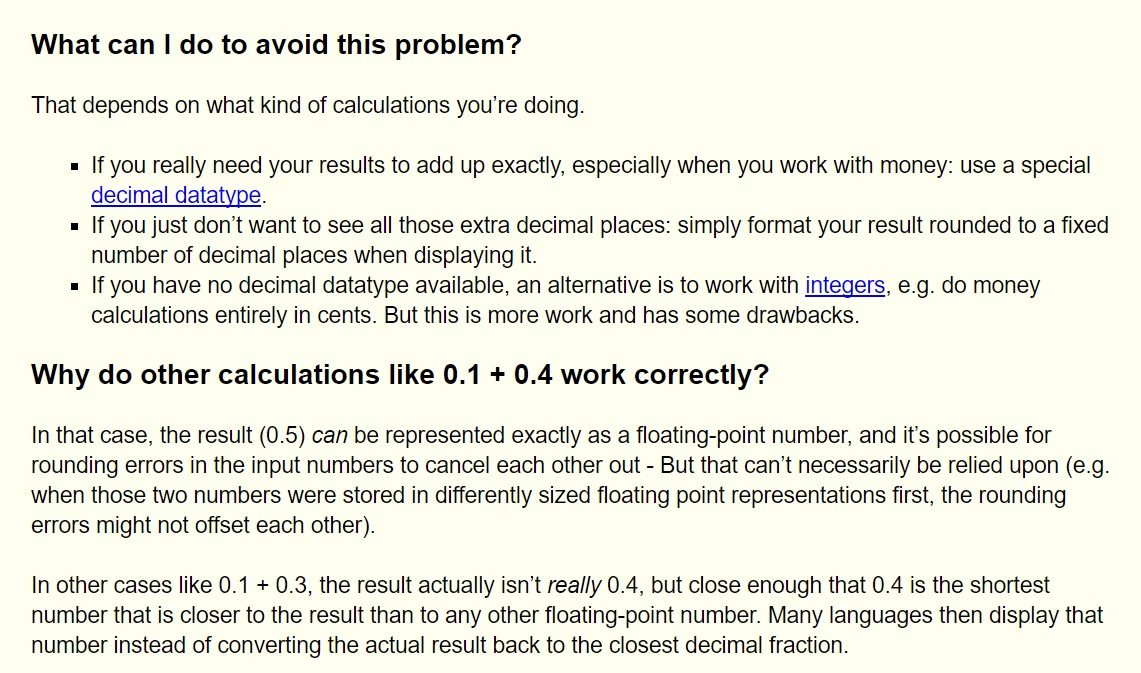 What can I do to avoid this problem?
That depends on what kind of calculations you’re doing.
If you really need your results to add up exactly, especially when you work with money: use a special
decimal datatype.
If you just don’t want to see all those extra decimal places: simply format your result rounded to a fixed
number of decimal places when displaying it.
If you have no decimal datatype available, an alternative is to work with integers, e.g. do money
calculations entirely in cents. But this is more work and has some drawbacks.
Why do other calculations like 0.1 + 0.4 work correctly?
In that case, the result (0.5) can be represented exactly as a floating-point number, and it’s possible for
rounding errors in the input numbers to cancel each other out - But that can’t necessarily be relied upon (e.g.
when those two numbers were stored in differently sized floating point representations first, the rounding
errors might not offset each other).
In other cases like 0.1 + 0.3, the result actually isn’t really 0.4, but close enough that 0.4 is the shortest
number that is closer to the result than to any other floating-point number. Many languages then display that
number instead of converting the actual result back to the closest decimal fraction.